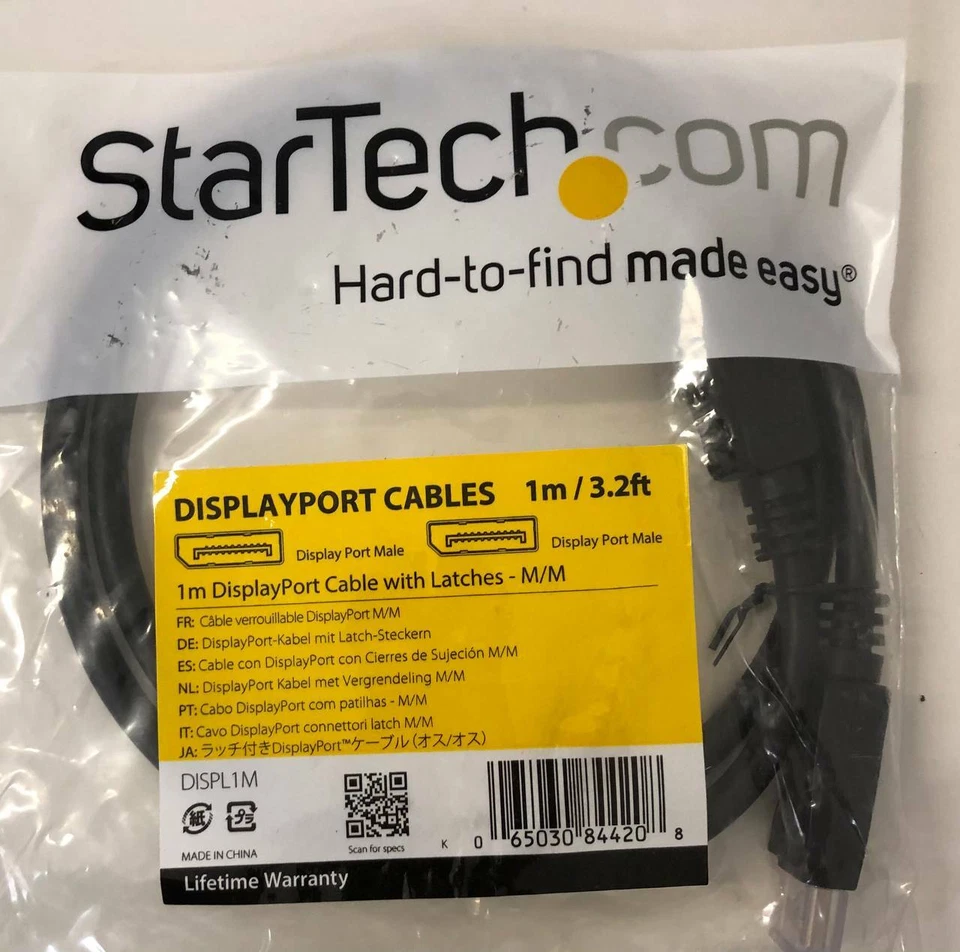 StarTech.com
Hard-to-find made easy®
DISPLAYPORT CABLES 1m / 3.2ft
Display Port Male Display Port Male
1m DisplayPort Cable with Latches - M/M
FR: Câble verrouillable DisplayPort M/M
DE: DisplayPort-Kabel mit Latch-Steckern
ES: Cable con DisplayPort con Cierres de Sujeción M/M
NL: DisplayPort Kabel met Vergrendeling M/M
PT: Cabo DisplayPort com patilhas - M/M
IT: Cavo DisplayPort connettori latch M/M
JA: ラッチ付きDisplayPort™ケーブル (オス/オス)
DISPL1M
紙 プラ
MADE IN CHINA
Scan for specs
K 0 65030 84420 8
Lifetime Warranty